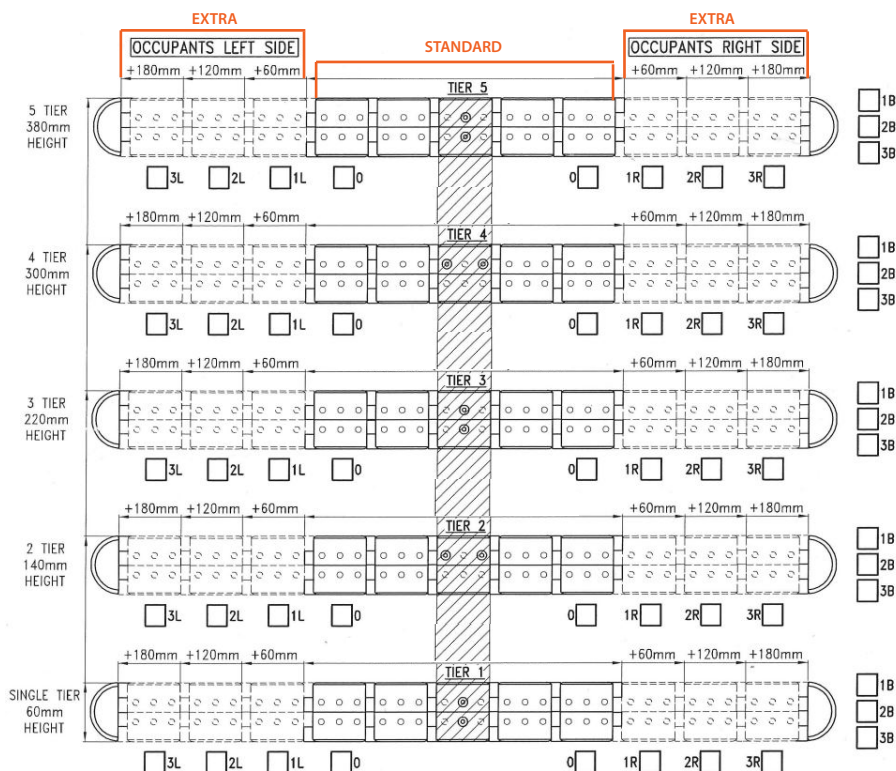 EXTRA STANDARD EXTRA
OCCUPANTS LEFT SIDE OCCUPANTS RIGHT SIDE
+180mm +120mm +60mm +60mm +120mm +180mm
TIER 5
5 TIER
380mm
HEIGHT
1B
2B
3B
3L 2L 1L 0 0 1R 2R 3R
+180mm +120mm +60mm +60mm +120mm +180mm
TIER 4
4 TIER
300mm
HEIGHT
1B
2B
3B
3L 2L 1L 0 0 1R 2R 3R
+180mm +120mm +60mm +60mm +120mm +180mm
TIER 3
3 TIER
220mm
HEIGHT
1B
2B
3B
3L 2L 1L 0 0 1R 2R 3R
+180mm +120mm +60mm +60mm +120mm +180mm
TIER 2
2 TIER
140mm
HEIGHT
1B
2B
3B
3L 2L 1L 0 0 1R 2R 3R
+180mm +120mm +60mm +60mm +120mm +180mm
TIER 1
SINGLE TIER
60mm
HEIGHT
1B
2B
3B
3L 2L 1L 0 0 1R 2R 3R